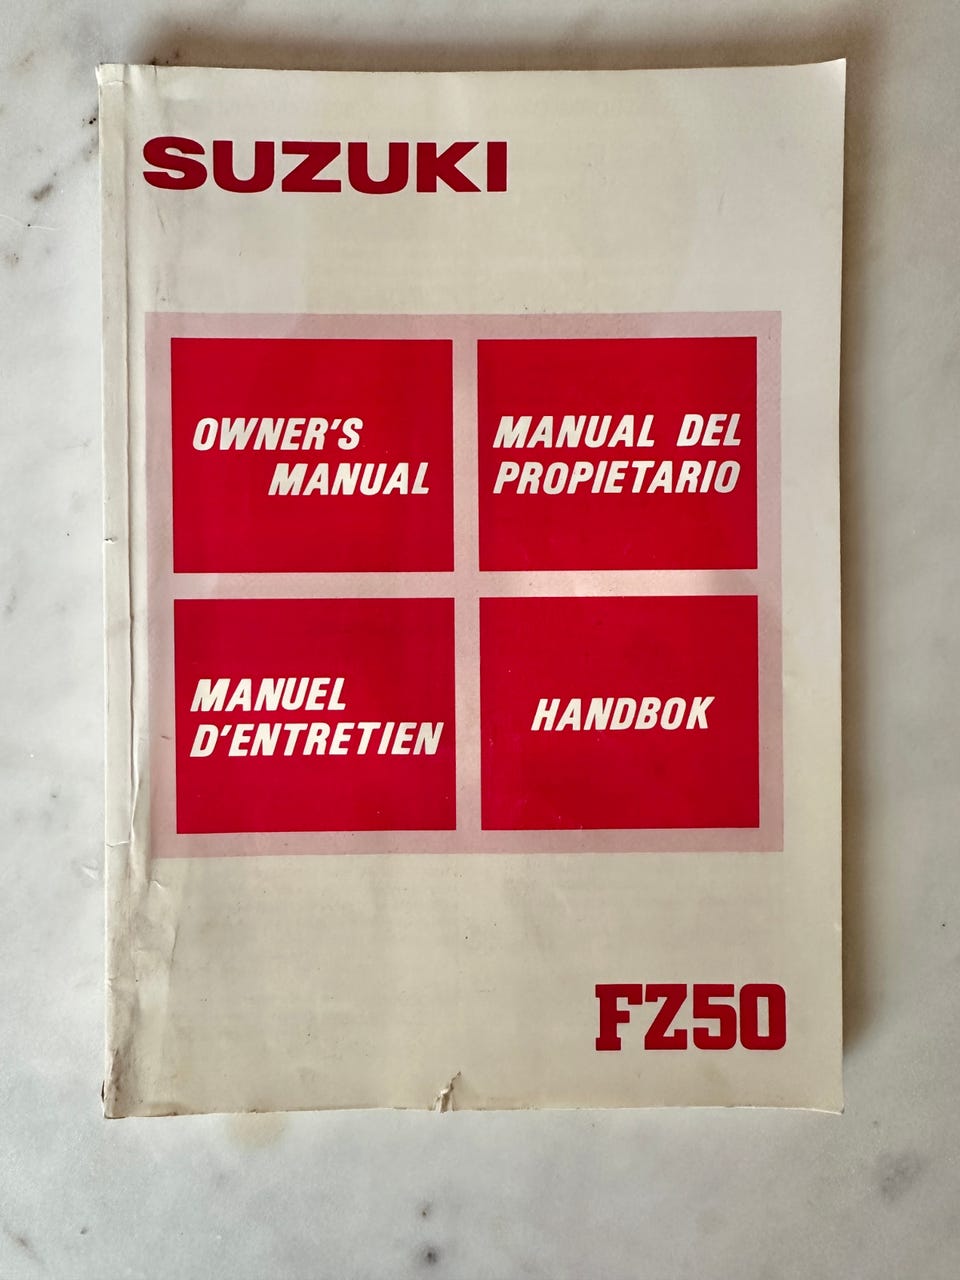 SUZUKI
OWNER'S
MANUAL
MANUAL DEL
PROPIETARIO
MANUEL
D'ENTRETIEN
HANDBOK
FZ50